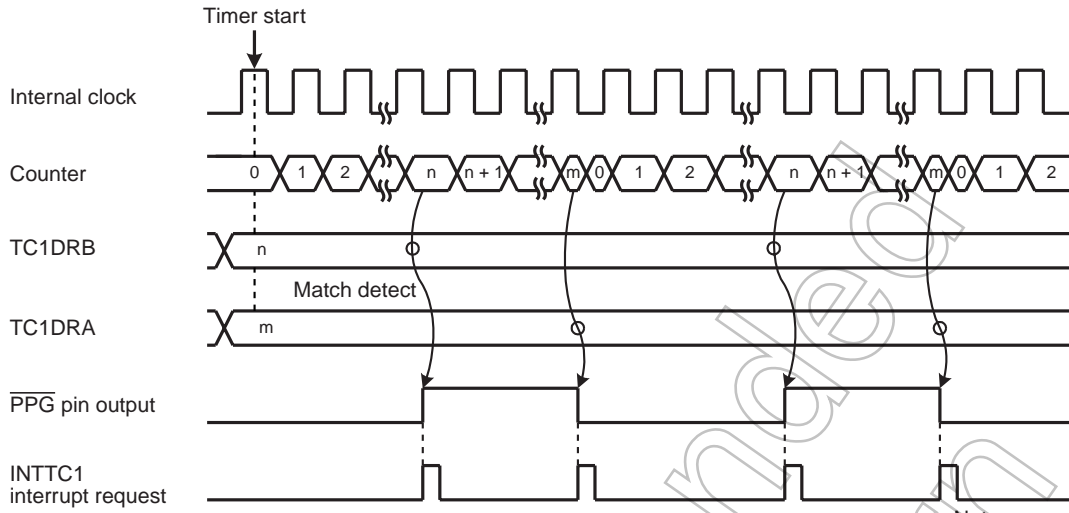 Timer start
Internal clock
Counter 0 1 2 n n + 1 m 0 1 2 n n + 1 m 0 1 2
TC1DRB n
Match detect
TC1DRA m
PPG pin output
INTTC1
interrupt request